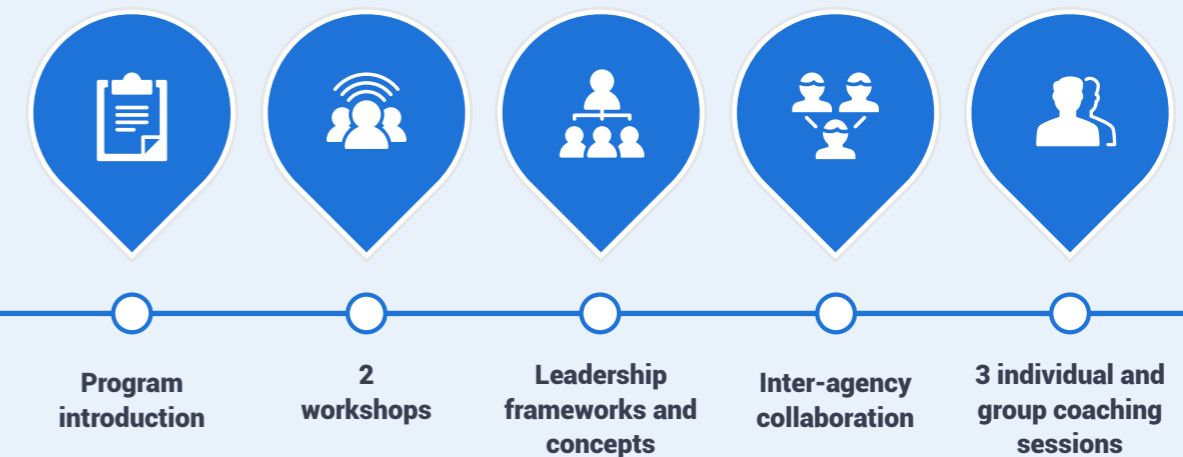 Program
introduction
2
workshops
Leadership
frameworks and
concepts
Inter-agency
collaboration
3 individual and
group coaching
sessions